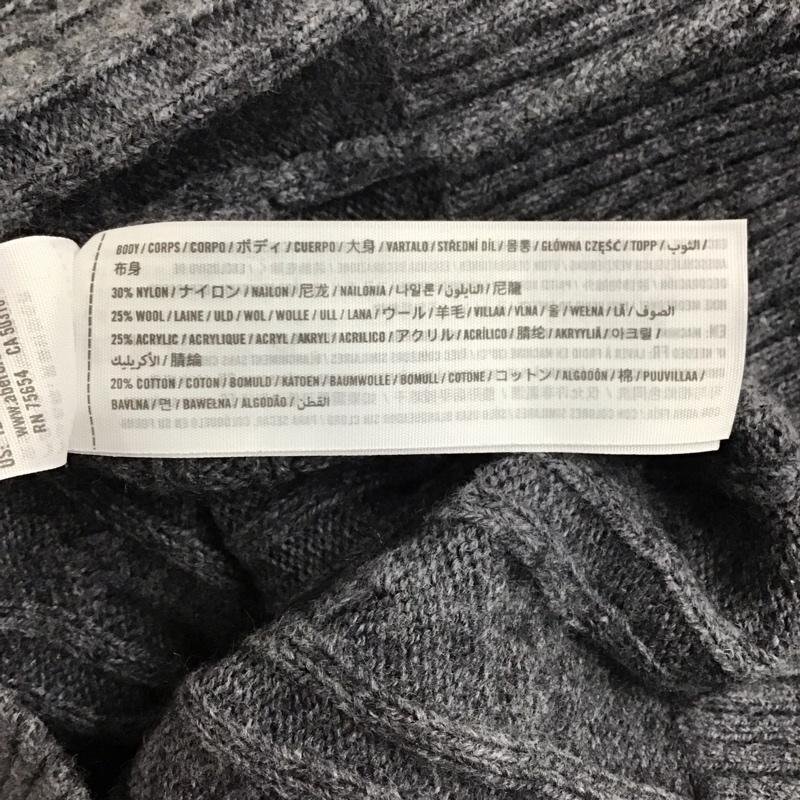 BODY / CORPS / CORPO / ボディ / CUERPO / 大身 / VARTALO / STŘEDNÍ DÍL / 몸통 / GŁÓWNA CZĘŚĆ / TOPP / الثوب /
布身
30% NYLON / ナイロン / NAILON / 尼龙 / NAILONIA / 나일론 / النايلون / 尼龍
25% WOOL / LAINE / ULD / WOL / WOLLE / ULL / LANA / ウール / 羊毛 / VILLAA / VLNA / 울 / WEŁNA / LÃ / الصوف
25% ACRYLIC / ACRYLIQUE / ACRYL / AKRYL / ACRILICO / アクリル / ACRÍLICO / 腈纶 / AKRYYLIÄ / 아크릴 /
الأكريليك / 腈綸
20% COTTON / COTON / BOMULD / KATOEN / BAUMWOLLE / BOMULL / COTONE / コットン / ALGODÓN / 棉 / PUUVILLAA /
BAVLNA / 면 / BAWEŁNA / ALGODÃO / القطن
US:
www.aber
RN 75654 CA 50310